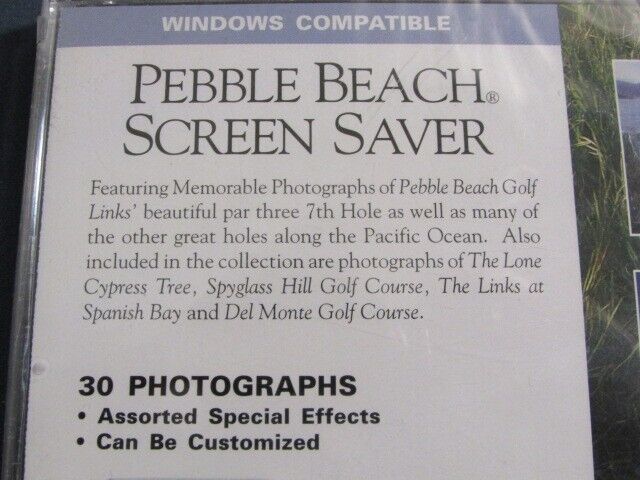 WINDOWS COMPATIBLE
PEBBLE BEACH®
SCREEN SAVER
Featuring Memorable Photographs of Pebble Beach Golf
Links' beautiful par three 7th Hole as well as many of
the other great holes along the Pacific Ocean. Also
included in the collection are photographs of The Lone
Cypress Tree, Spyglass Hill Golf Course, The Links at
Spanish Bay and Del Monte Golf Course.
30 PHOTOGRAPHS
• Assorted Special Effects
• Can Be Customized